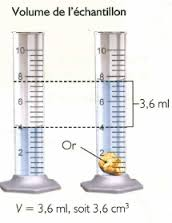 Volume de l'échantillon
10 10
8 8
6 6
3,6 ml
4 4
Or
2 2
V = 3,6 ml, soit 3,6 cm³